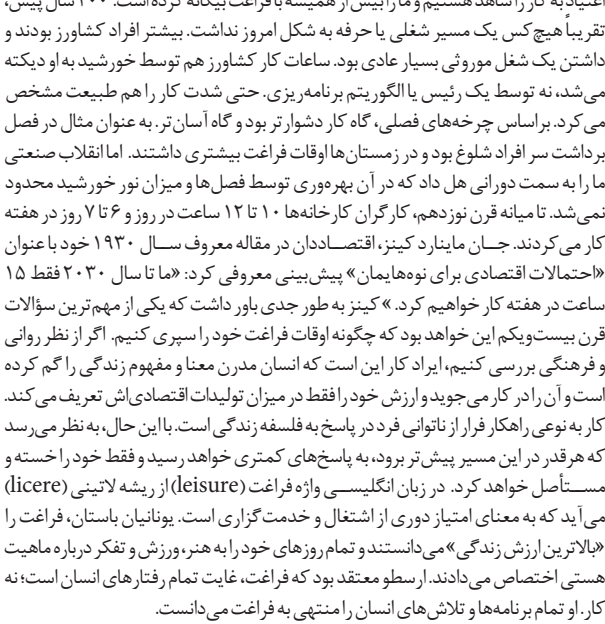 اعتیاد به کار را شاهد هستیم و ما را بیش از همیشه با فراغت بیگانه کرده است. ۲۰۰ سال پیش،
تقریباً هیچ‌کس یک مسیر شغلی یا حرفه به شکل امروز نداشت. بیشتر افراد کشاورز بودند و
داشتن یک شغل موروثی بسیار عادی بود. ساعات کار کشاورز هم توسط خورشید به او دیکته
می‌شد، نه توسط یک رئیس یا الگوریتم برنامه‌ریزی. حتی شدت کار را هم طبیعت مشخص
می‌کرد. براساس چرخه‌های فصلی، گاه کار دشوارتر بود و گاه آسان‌تر. به عنوان مثال در فصل
برداشت سر افراد شلوغ بود و در زمستان‌ها اوقات فراغت بیشتری داشتند. اما انقلاب صنعتی
ما را به سمت دورانی هل داد که در آن بهره‌وری توسط فصل‌ها و میزان نور خورشید محدود
نمی‌شد. تا میانه قرن نوزدهم، کارگران کارخانه‌ها ۱۰ تا ۱۲ ساعت در روز و ۶ تا ۷ روز در هفته
کار می‌کردند. جــان ماینارد کینز، اقتصــاددان در مقاله معروف ســال ۱۹۳۰ خود با عنوان
«احتمالات اقتصادی برای نوه‌هایمان» پیش‌بینی معروفی کرد: «ما تا سال ۲۰۳۰ فقط ۱۵
ساعت در هفته کار خواهیم کرد.» کینز به طور جدی باور داشت که یکی از مهم‌ترین سؤالات
قرن بیست‌ویکم این خواهد بود که چگونه اوقات فراغت خود را سپری کنیم. اگر از نظر روانی
و فرهنگی بررسی کنیم، ایراد کار این است که انسان مدرن معنا و مفهوم زندگی را گم کرده
است و آن را در کار می‌جوید و ارزش خود را فقط در میزان تولیدات اقتصادی‌اش تعریف می‌کند.
کار به نوعی راهکار فرار از ناتوانی فرد در پاسخ به فلسفه زندگی است. با این حال، به نظر می‌رسد
که هرقدر در این مسیر پیش‌تر برود، به پاسخ‌های کمتری خواهد رسید و فقط خود را خسته و
مســتأصل خواهد کرد. در زبان انگلیســی واژه فراغت (leisure) از ریشه لاتینی (licere)
می‌آید که به معنای امتیاز دوری از اشتغال و خدمت‌گزاری است. یونانیان باستان، فراغت را
«بالاترین ارزش زندگی» می‌دانستند و تمام روزهای خود را به هنر، ورزش و تفکر درباره ماهیت
هستی اختصاص می‌دادند. ارسطو معتقد بود که فراغت، غایت تمام رفتارهای انسان است؛ نه
کار. او تمام برنامه‌ها و تلاش‌های انسان را منتهی به فراغت می‌دانست.